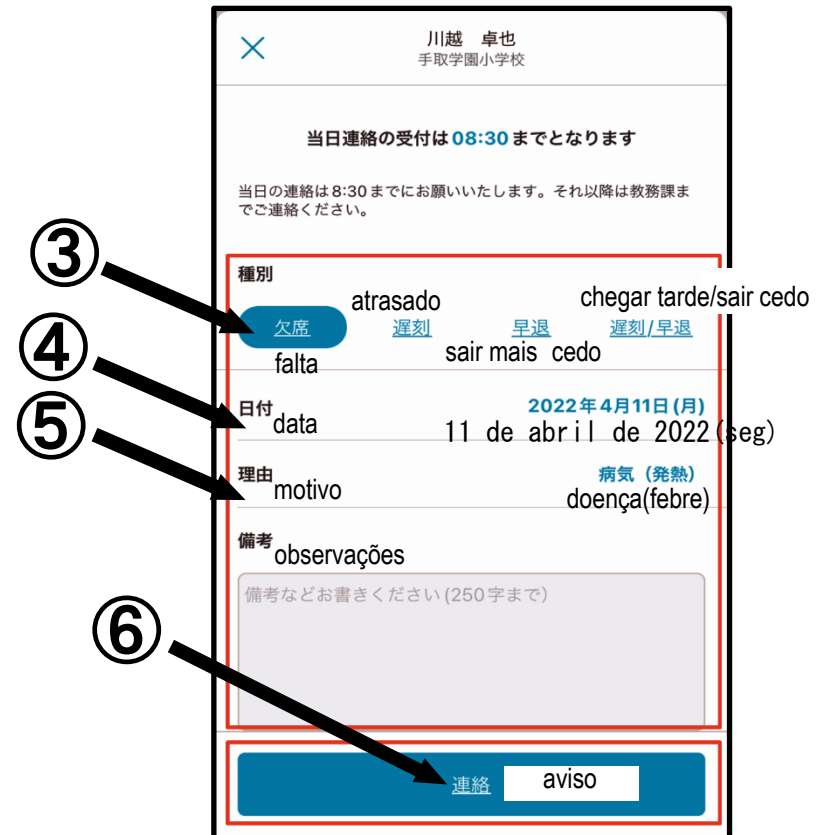 川越 卓也
手取学園小学校
当日連絡の受付は 08:30 までとなります
当日の連絡は8:30までにお願いいたします。それ以降は教務課ま
でご連絡ください。
③
種別
atrasado
chegar tarde/sair cedo
欠席 遅刻 早退 遅刻/早退
falta
sair mais cedo
④
日付
data
2022年4月11日(月)
11 de abril de 2022(seg)
⑤
理由
motivo
病気（発熱）
doença(febre)
備考
observações
備考などお書きください(250字まで)
⑥
連絡
aviso